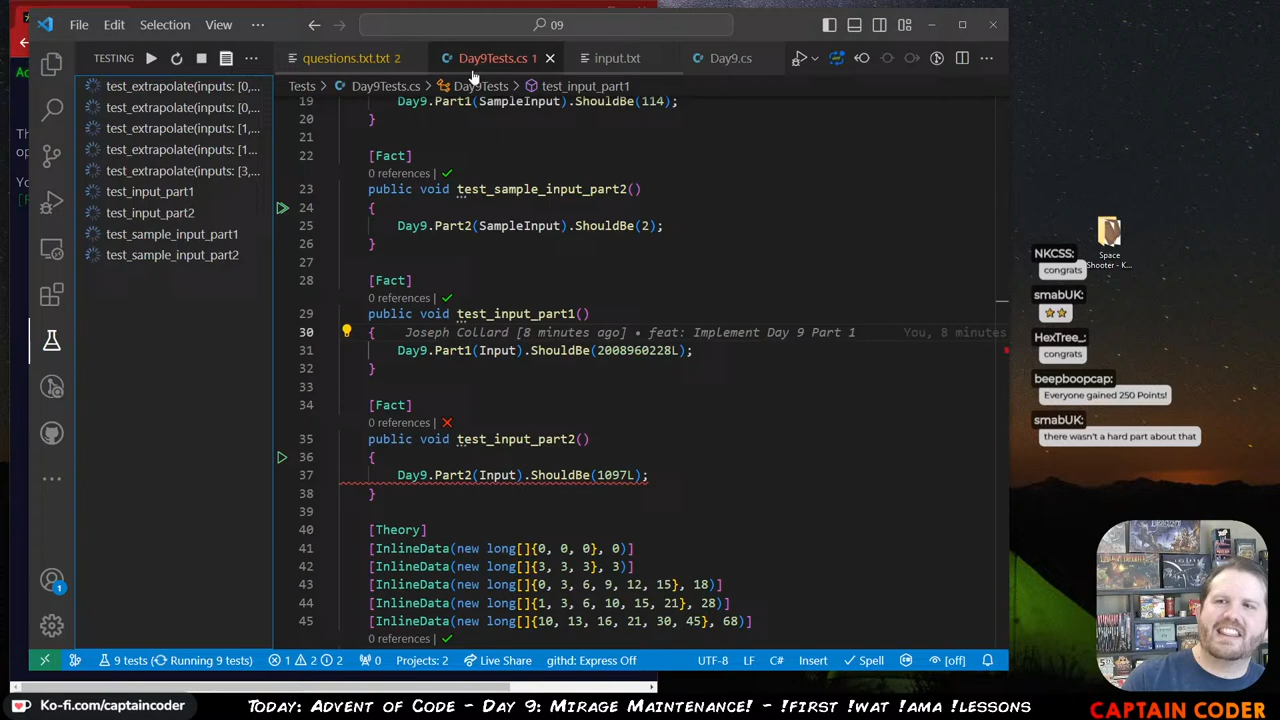 File Edit Selection View ··· 09
TESTING
questions.txt.txt 2 Day9Tests.cs 1 input.txt Day9.cs
Tests > Day9Tests.cs > Day9Tests > test_input_part1
test_extrapolate(inputs: [0,...
test_extrapolate(inputs: [0,...
test_extrapolate(inputs: [1,...
test_extrapolate(inputs: [1...
test_extrapolate(inputs: [3,...
test_input_part1
test_input_part2
test_sample_input_part1
test_sample_input_part2
19 Day9.Part1(SampleInput).ShouldBe(114);
20 }
21
22 [Fact]
0 references |
23 public void test_sample_input_part2()
24 {
25 Day9.Part2(SampleInput).ShouldBe(2);
26 }
27
28 [Fact]
0 references |
29 public void test_input_part1()
30 { Joseph Collard [8 minutes ago] • feat: Implement Day 9 Part 1 You, 8 minutes
31 Day9.Part1(Input).ShouldBe(2008960228L);
32 }
33
34 [Fact]
0 references |
35 public void test_input_part2()
36 {
37 Day9.Part2(Input).ShouldBe(1097L);
38 }
39
40 [Theory]
41 [InlineData(new long[]{0, 0, 0}, 0)]
42 [InlineData(new long[]{3, 3, 3}, 3)]
43 [InlineData(new long[]{0, 3, 6, 9, 12, 15}, 18)]
44 [InlineData(new long[]{1, 3, 6, 10, 15, 21}, 28)]
45 [InlineData(new long[]{10, 13, 16, 21, 30, 45}, 68)]
0 references |
1
9 tests (Running 9 tests) 1 2 2 0 Projects: 2 Live Share githd: Express Off UTF-8 LF C# Insert Spell [off]
Space
Shooter - K...
NKCSS:
congrats
smabUK:
HexTree_:
congrats
beepboopcap:
Everyone gained 250 Points!
smabUK:
there wasn't a hard part about that
Ko-fi.com/captaincoder
Today: Advent of Code - Day 9: Mirage Maintenance! - !first !wat !ama !lessons
CAPTAIN CODER